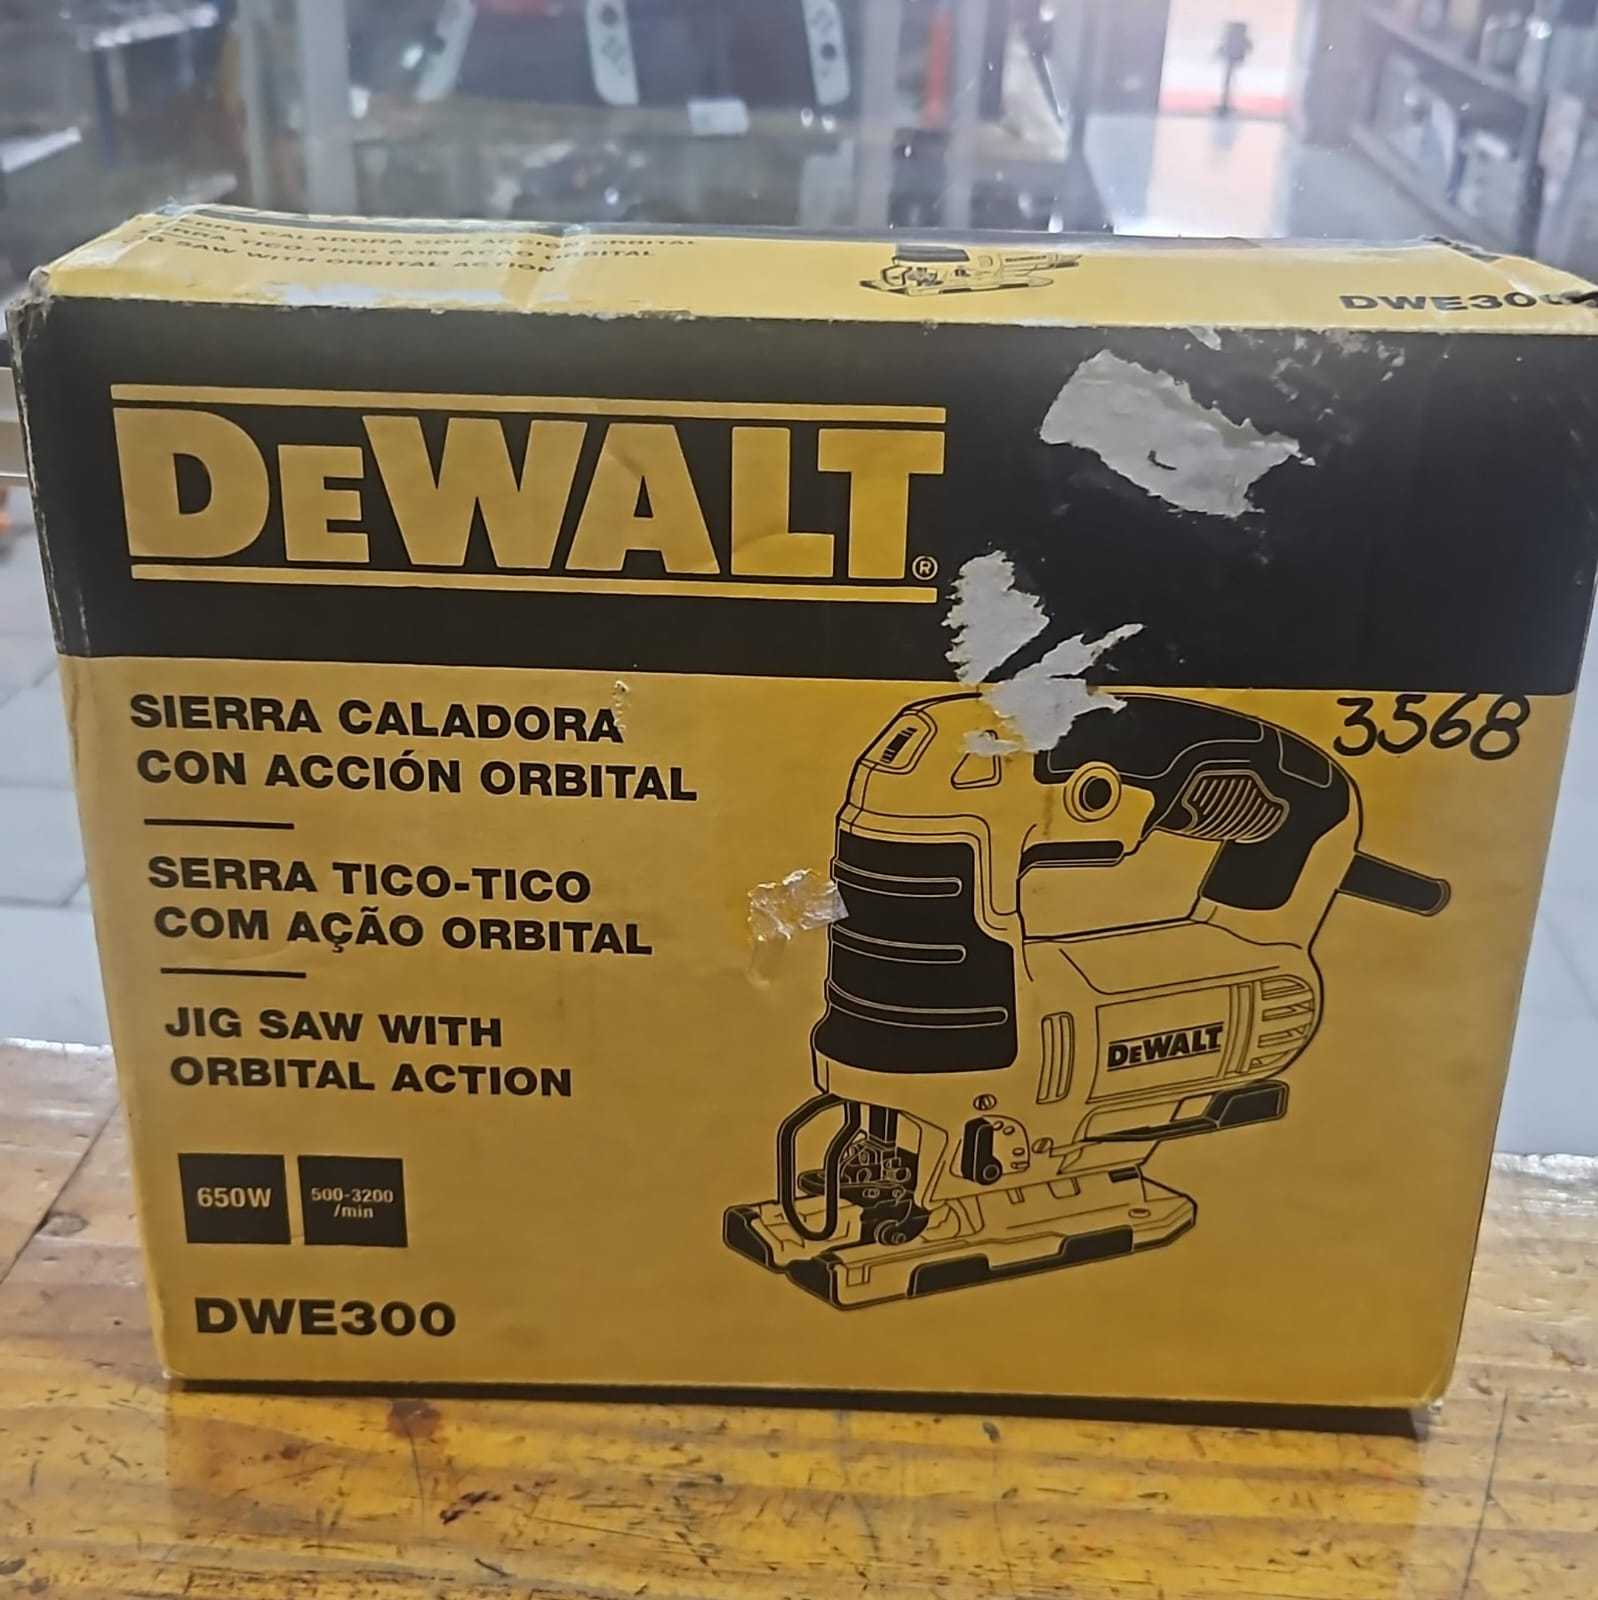 SIERRA CALADORA CON ACCIÓN ORBITAL
SERRA TICO-TICO COM AÇÃO ORBITAL
SAW WITH ORBITAL ACTION
DWE300
DEWALT®
SIERRA CALADORA
CON ACCIÓN ORBITAL
3568
SERRA TICO-TICO
COM AÇÃO ORBITAL
JIG SAW WITH
ORBITAL ACTION
DEWALT
650W
500-3200
/min
DWE300